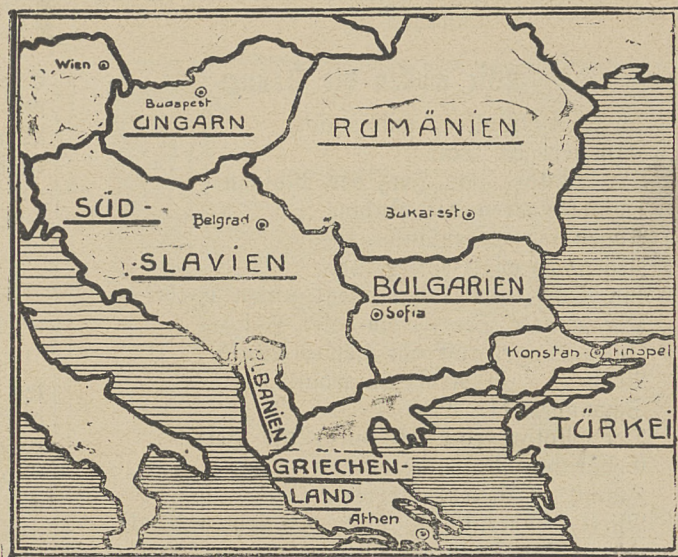 Wien
Budapest
UNGARN
RUMÄNIEN
SÜD-
Belgrad
Bukarest
SLAVIEN
BULGARIEN
Sofia
Konstantinopel
ALBANIEN
TÜRKEI
GRIECHEN-
LAND
Athen